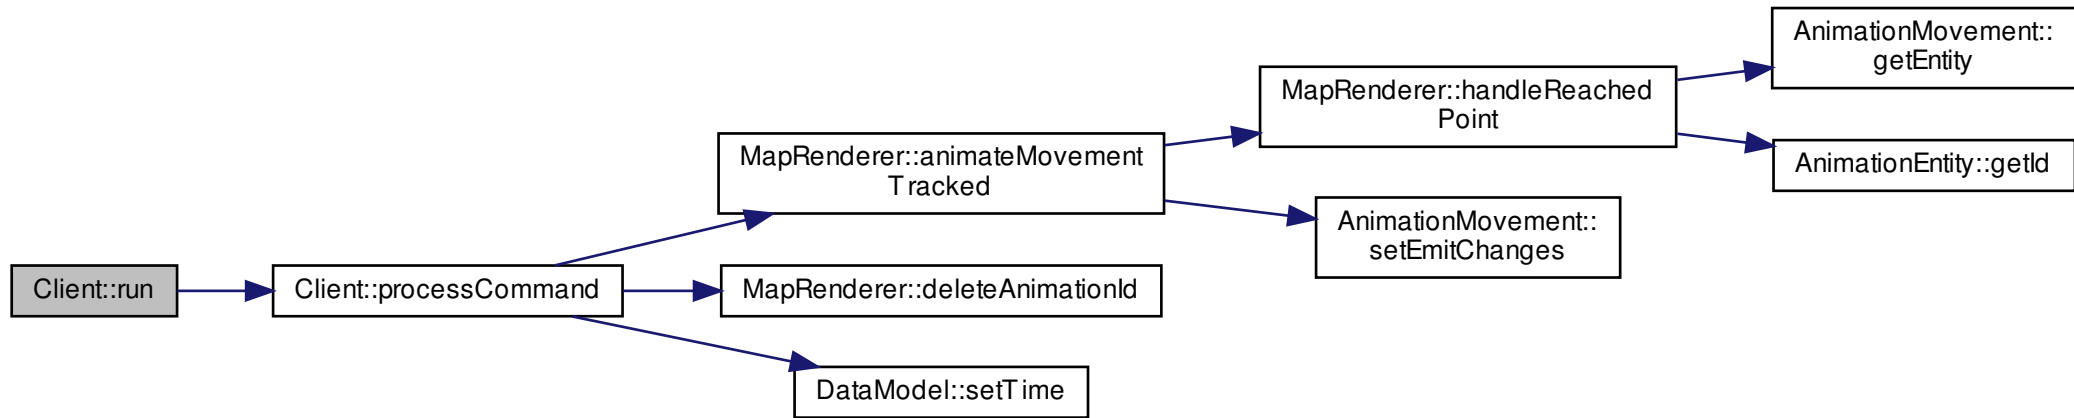 Client::run
Client::processCommand
MapRenderer::animateMovement
Tracked
MapRenderer::deleteAnimationId
DataModel::setTime
MapRenderer::handleReached
Point
AnimationMovement::
setEmitChanges
AnimationMovement::
getEntity
AnimationEntity::getId